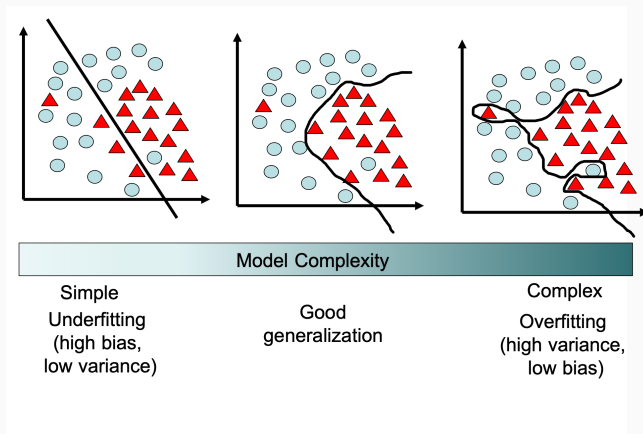 Model Complexity
Simple
Underfitting
(high bias,
low variance)
Good
generalization
Complex
Overfitting
(high variance,
low bias)